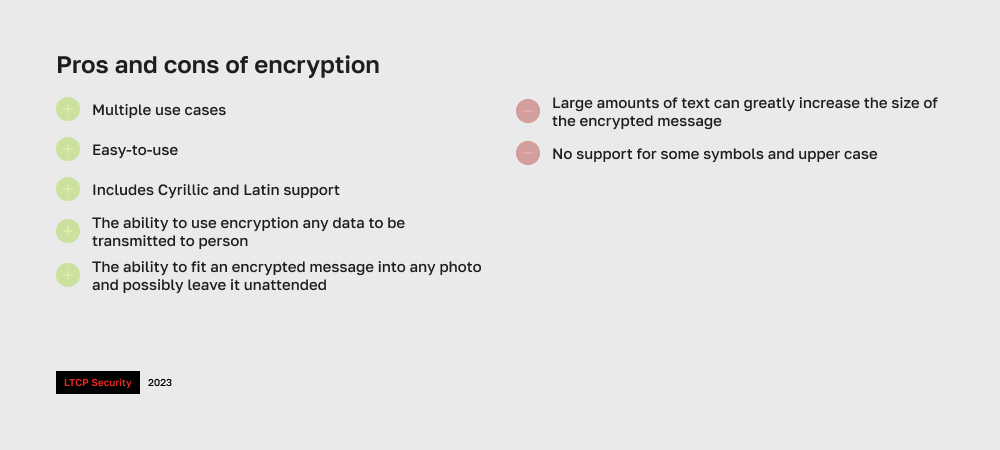 Pros and cons of encryption
Multiple use cases
Easy-to-use
Includes Cyrillic and Latin support
The ability to use encryption any data to be
transmitted to person
The ability to fit an encrypted message into any photo
and possibly leave it unattended
Large amounts of text can greatly increase the size of
the encrypted message
No support for some symbols and upper case
LTCP Security 2023